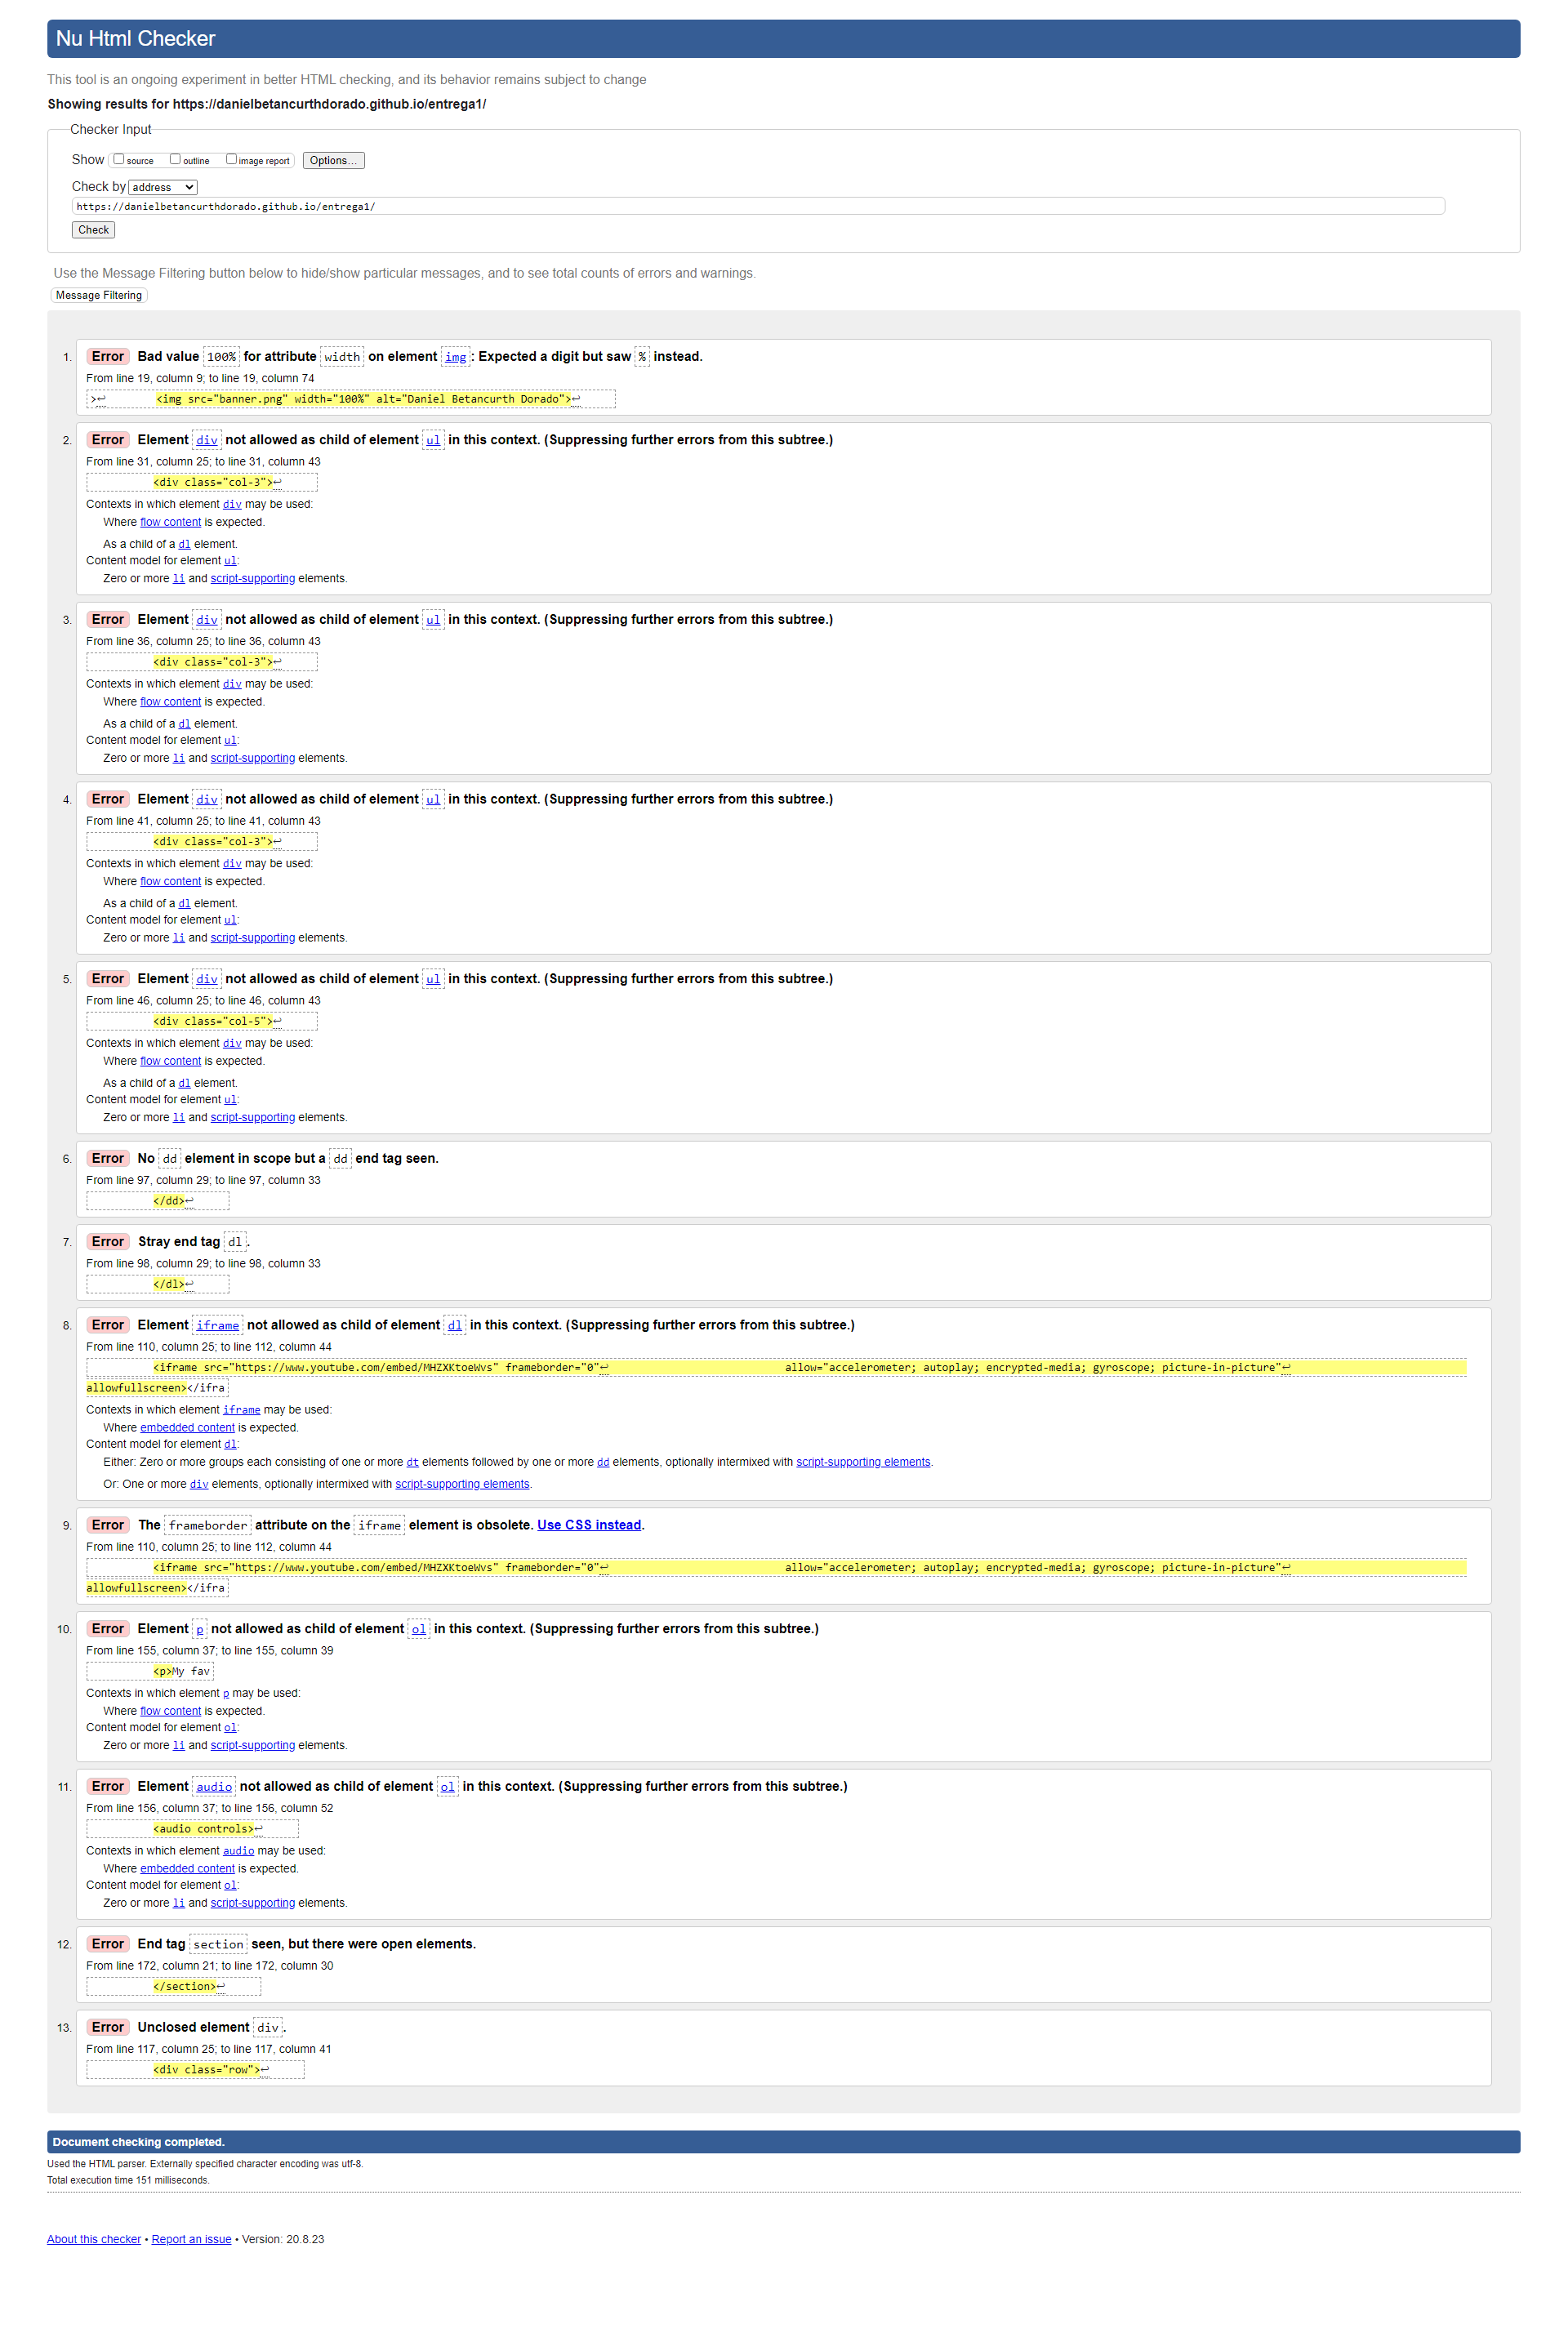 Nu Html Checker
This tool is an ongoing experiment in better HTML checking, and its behavior remains subject to change
Showing results for https://danielbetancurthdorado.github.io/entrega1/
Checker Input
Show source outline image report Options...
Check by address
https://danielbetancurthdorado.github.io/entrega1/
Check
Use the Message Filtering button below to hide/show particular messages, and to see total counts of errors and warnings.
Message Filtering
1. Error Bad value 100% for attribute width on element img: Expected a digit but saw % instead.
From line 19, column 9; to line 19, column 74
>↩ <img src="banner.png" width="100%" alt="Daniel Betancurth Dorado">↩
2. Error Element div not allowed as child of element ul in this context. (Suppressing further errors from this subtree.)
From line 31, column 25; to line 31, column 43
<div class="col-3">↩
Contexts in which element div may be used:
Where flow content is expected.
As a child of a dl element.
Content model for element ul:
Zero or more li and script-supporting elements.
3. Error Element div not allowed as child of element ul in this context. (Suppressing further errors from this subtree.)
From line 36, column 25; to line 36, column 43
<div class="col-3">↩
Contexts in which element div may be used:
Where flow content is expected.
As a child of a dl element.
Content model for element ul:
Zero or more li and script-supporting elements.
4. Error Element div not allowed as child of element ul in this context. (Suppressing further errors from this subtree.)
From line 41, column 25; to line 41, column 43
<div class="col-3">↩
Contexts in which element div may be used:
Where flow content is expected.
As a child of a dl element.
Content model for element ul:
Zero or more li and script-supporting elements.
5. Error Element div not allowed as child of element ul in this context. (Suppressing further errors from this subtree.)
From line 46, column 25; to line 46, column 43
<div class="col-5">↩
Contexts in which element div may be used:
Where flow content is expected.
As a child of a dl element.
Content model for element ul:
Zero or more li and script-supporting elements.
6. Error No dd element in scope but a dd end tag seen.
From line 97, column 29; to line 97, column 33
</dd>↩
7. Error Stray end tag dl.
From line 98, column 29; to line 98, column 33
</dl>↩
8. Error Element iframe not allowed as child of element dl in this context. (Suppressing further errors from this subtree.)
From line 110, column 25; to line 112, column 44
<iframe src="https://www.youtube.com/embed/MHZXKtoeWvs" frameborder="0"↩ allow="accelerometer; autoplay; encrypted-media; gyroscope; picture-in-picture"↩
allowfullscreen></ifra
Contexts in which element iframe may be used:
Where embedded content is expected.
Content model for element dl:
Either: Zero or more groups each consisting of one or more dt elements followed by one or more dd elements, optionally intermixed with script-supporting elements.
Or: One or more div elements, optionally intermixed with script-supporting elements.
9. Error The frameborder attribute on the iframe element is obsolete. Use CSS instead.
From line 110, column 25; to line 112, column 44
<iframe src="https://www.youtube.com/embed/MHZXKtoeWvs" frameborder="0"↩ allow="accelerometer; autoplay; encrypted-media; gyroscope; picture-in-picture"↩
allowfullscreen></ifra
10. Error Element p not allowed as child of element ol in this context. (Suppressing further errors from this subtree.)
From line 155, column 37; to line 155, column 39
<p>My fav
Contexts in which element p may be used:
Where flow content is expected.
Content model for element ol:
Zero or more li and script-supporting elements.
11. Error Element audio not allowed as child of element ol in this context. (Suppressing further errors from this subtree.)
From line 156, column 37; to line 156, column 52
<audio controls>↩
Contexts in which element audio may be used:
Where embedded content is expected.
Content model for element ol:
Zero or more li and script-supporting elements.
12. Error End tag section seen, but there were open elements.
From line 172, column 21; to line 172, column 30
</section>↩
13. Error Unclosed element div.
From line 117, column 25; to line 117, column 41
<div class="row">↩
Document checking completed.
Used the HTML parser. Externally specified character encoding was utf-8.
Total execution time 151 milliseconds.
About this checker • Report an issue • Version: 20.8.23